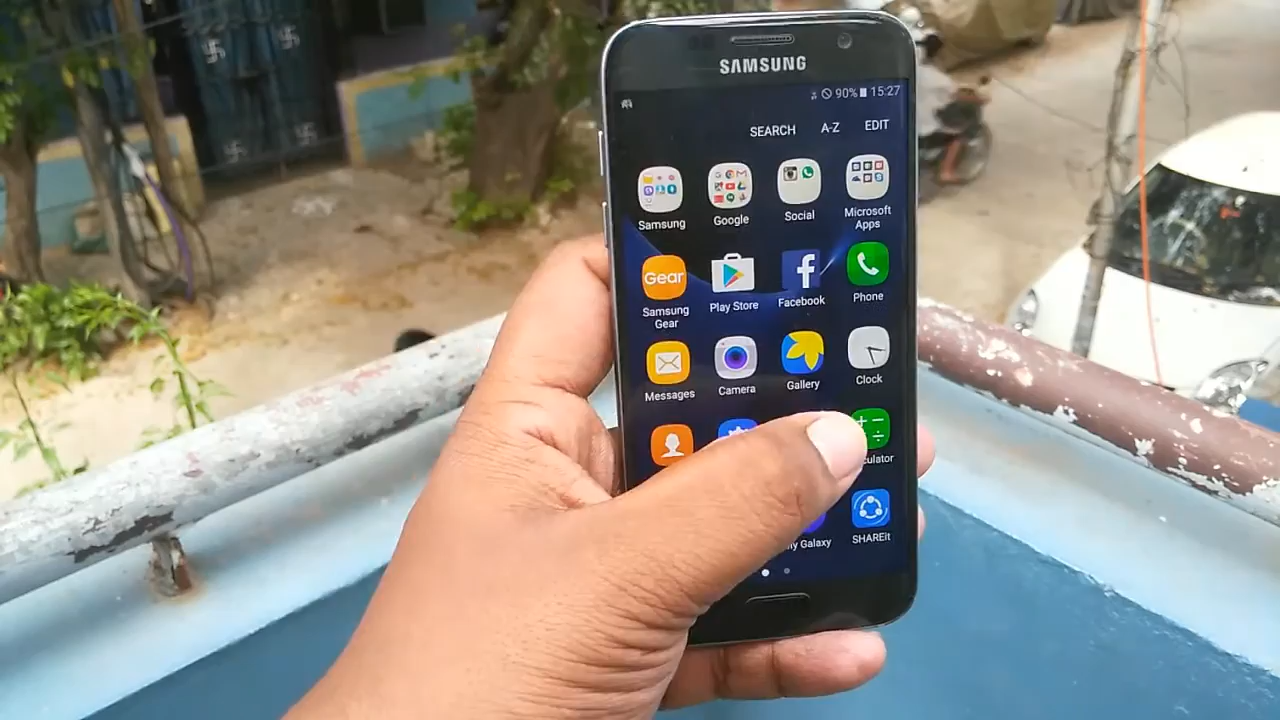 SAMSUNG
90% 15:27
SEARCH A-Z EDIT
Samsung Google Social Microsoft
Apps
Gear
Samsung Play Store Facebook Phone
Gear
Messages Camera Gallery Clock
culator
Galaxy SHAREit